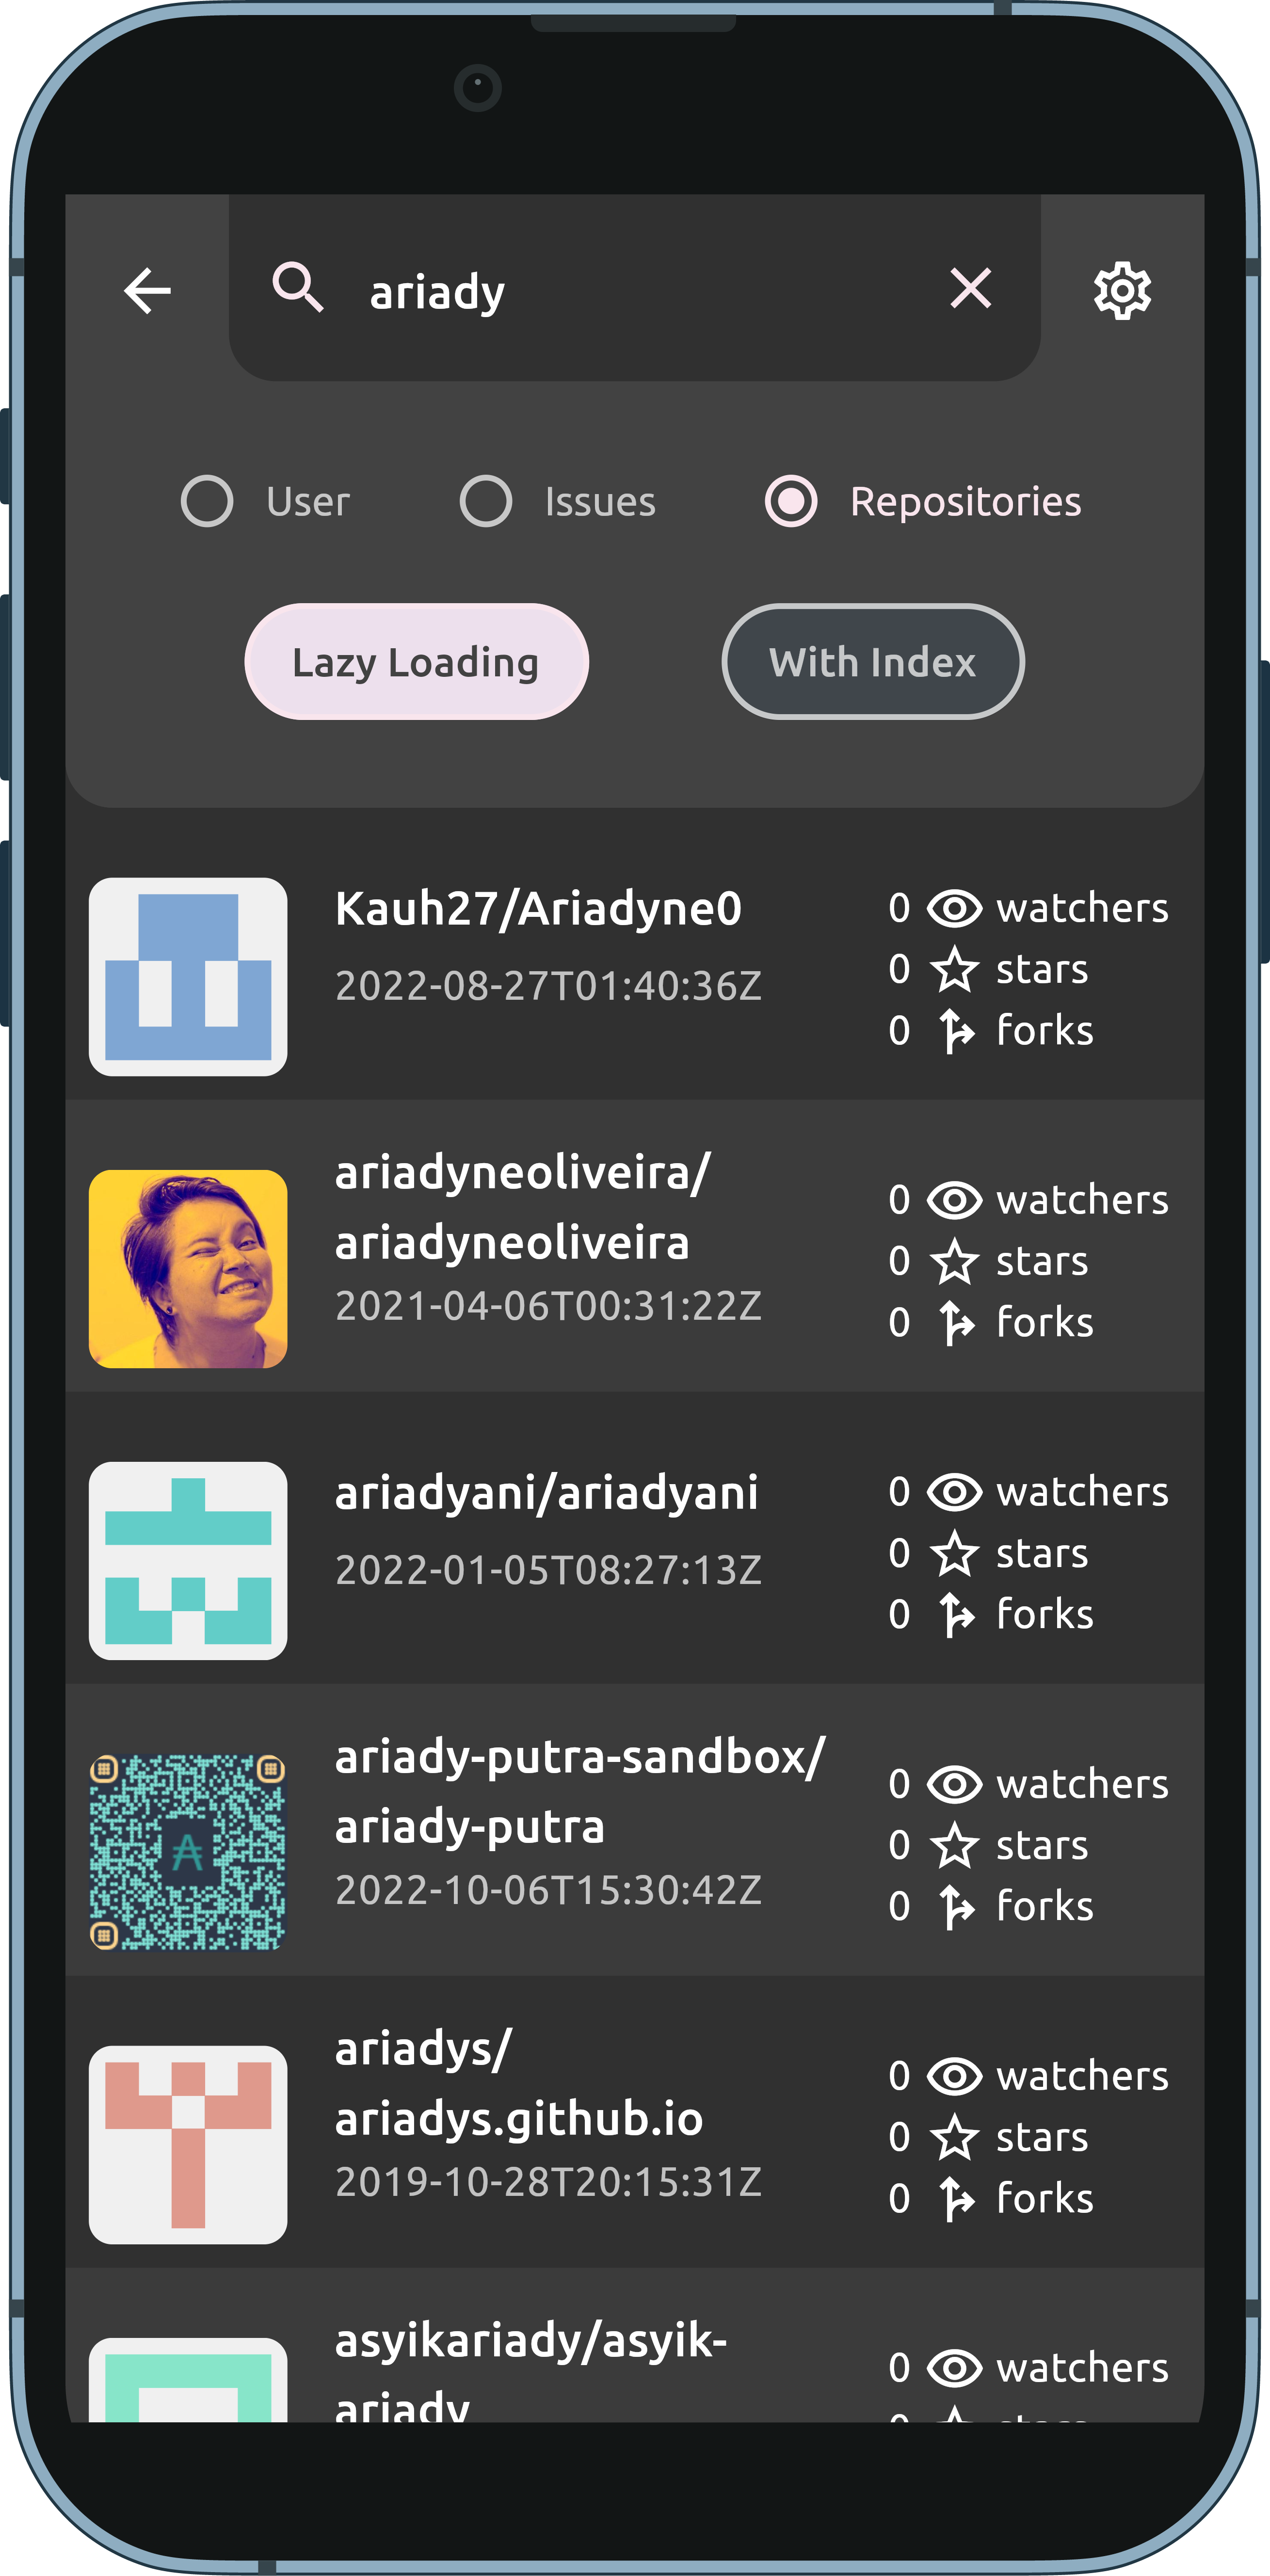 ariady
User Issues Repositories
Lazy Loading With Index
Kauh27/Ariadyne0
2022-08-27T01:40:36Z
0 watchers
0 stars
0 forks
ariadyneoliveira/
ariadyneoliveira
2021-04-06T00:31:22Z
0 watchers
0 stars
0 forks
ariadyani/ariadyani
2022-01-05T08:27:13Z
0 watchers
0 stars
0 forks
ariady-putra-sandbox/
ariady-putra
2022-10-06T15:30:42Z
0 watchers
0 stars
0 forks
ariadys/
ariadys.github.io
2019-10-28T20:15:31Z
0 watchers
0 stars
0 forks
asyikariady/asyik-
ariady
0 watchers